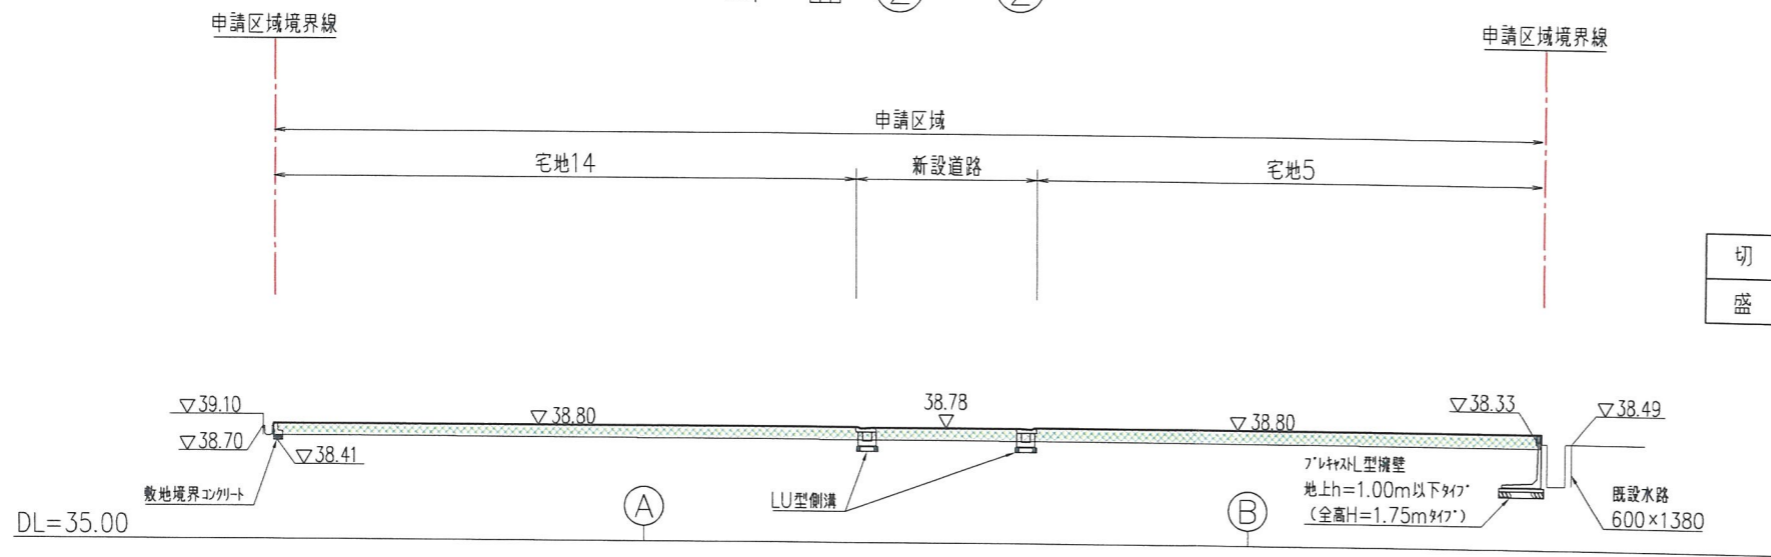 申請区域境界線
申請区域境界線
申請区域
宅地14
新設道路
宅地5
切
盛
▽39.10
▽38.70
▽38.41
▽38.80
38.78
▽
▽38.80
▽38.33
▽38.49
敷地境界コンクリート
LU型側溝
プレキャストL型擁壁
地上h=1.00m以下タイプ
(全高H=1.75mタイプ)
既設水路
600×1380
DL=35.00
A
B